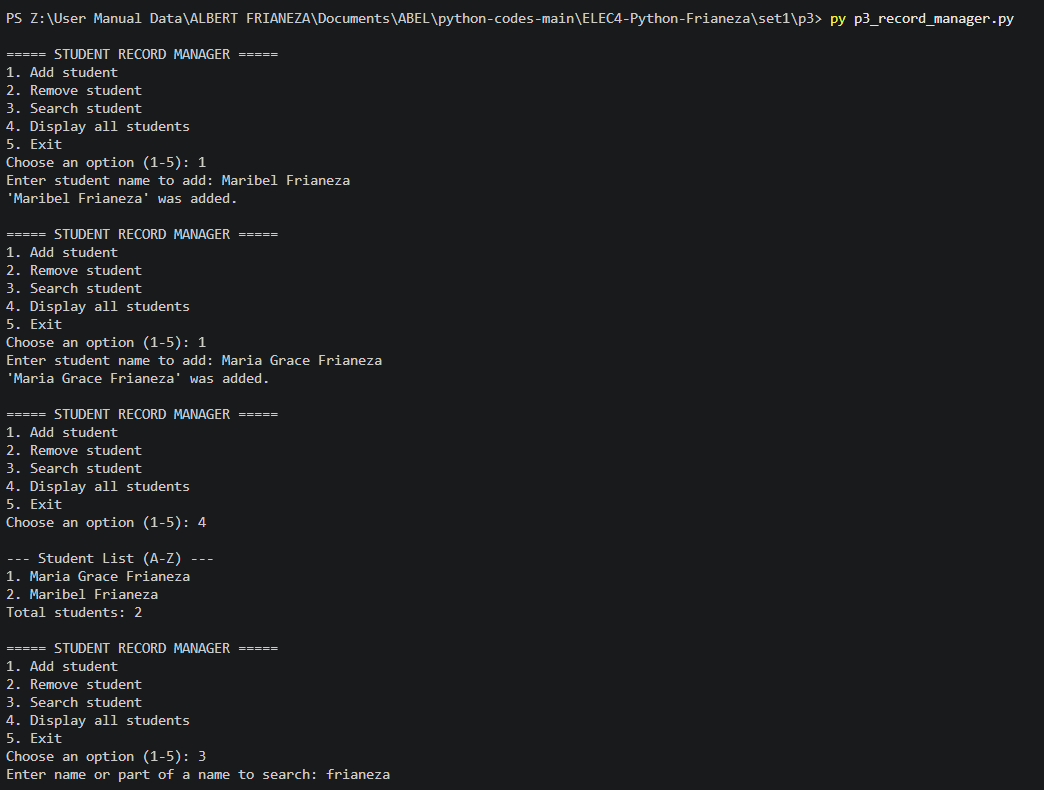 PS Z:\User Manual Data\ALBERT FRIANEZA\Documents\ABEL\python-codes-main\ELEC4-Python-Frianeza\set1\p3> py p3_record_manager.py
===== STUDENT RECORD MANAGER =====
1. Add student
2. Remove student
3. Search student
4. Display all students
5. Exit
Choose an option (1-5): 1
Enter student name to add: Maribel Frianeza
'Maribel Frianeza' was added.
===== STUDENT RECORD MANAGER =====
1. Add student
2. Remove student
3. Search student
4. Display all students
5. Exit
Choose an option (1-5): 1
Enter student name to add: Maria Grace Frianeza
'Maria Grace Frianeza' was added.
===== STUDENT RECORD MANAGER =====
1. Add student
2. Remove student
3. Search student
4. Display all students
5. Exit
Choose an option (1-5): 4
--- Student List (A-Z) ---
1. Maria Grace Frianeza
2. Maribel Frianeza
Total students: 2
===== STUDENT RECORD MANAGER =====
1. Add student
2. Remove student
3. Search student
4. Display all students
5. Exit
Choose an option (1-5): 3
Enter name or part of a name to search: frianeza